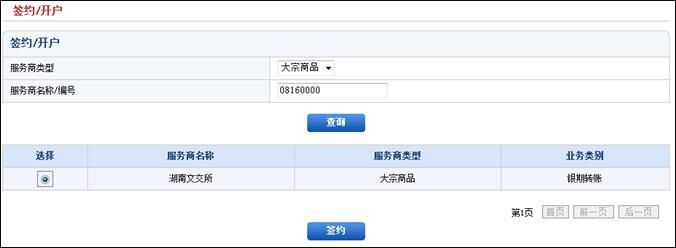 签约/开户
签约/开户
服务商类型 大宗商品
服务商名称/编号 08160000
查询
选择 服务商名称 服务商类型 业务类别
湖南文交所 大宗商品 银期转账
第1页 首页 前一页 后一页
签约